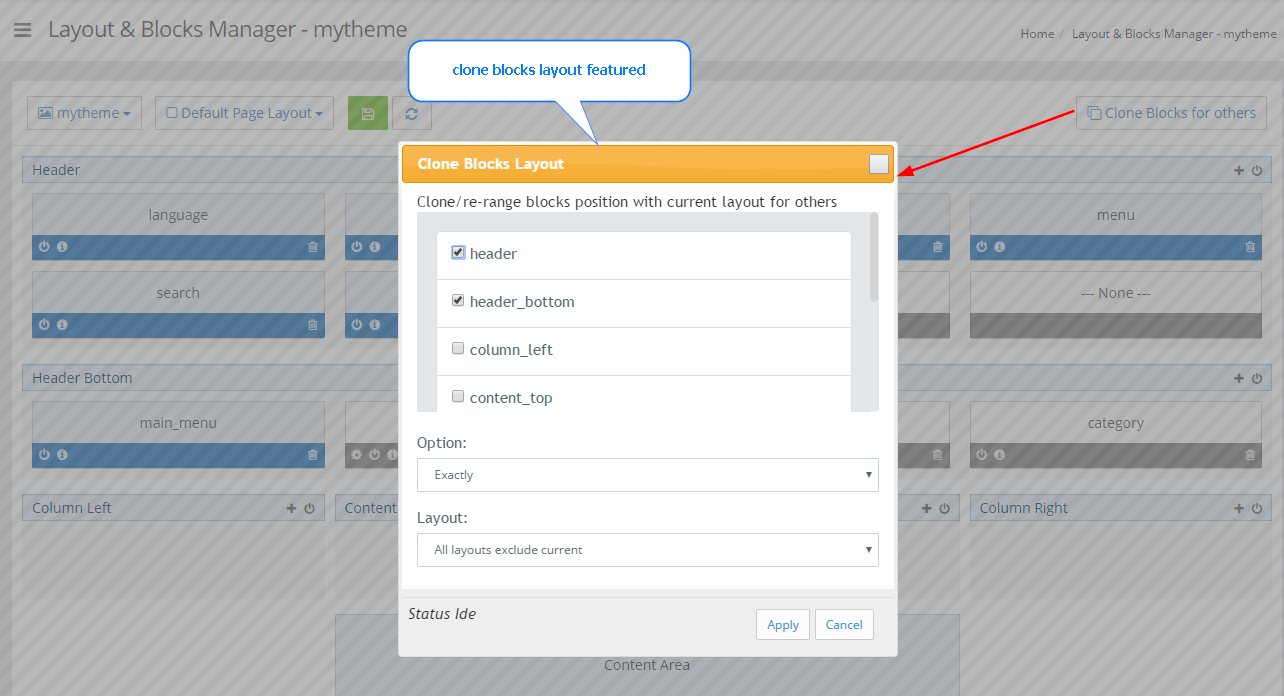 Layout & Blocks Manager - mytheme
Home / Layout & Blocks Manager - mytheme
clone blocks layout featured
mytheme
Default Page Layout
Clone Blocks for others
Clone Blocks Layout
Header
Clone/re-range blocks position with current layout for others
language
menu
header
search
--- None ---
header_bottom
column_left
Header Bottom
content_top
main_menu
category
Option:
Exactly
Column Left
Content
Column Right
Layout:
All layouts exclude current
Status Ide
Apply
Cancel
Content Area